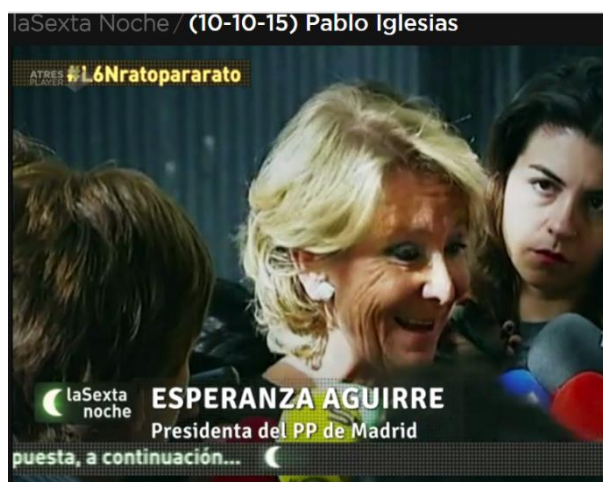 laSexta Noche / (10-10-15) Pablo Iglesias
ATRES PLAYER #L6Nratopararato
laSexta noche
ESPERANZA AGUIRRE
Presidenta del PP de Madrid
puesta, a continuación...